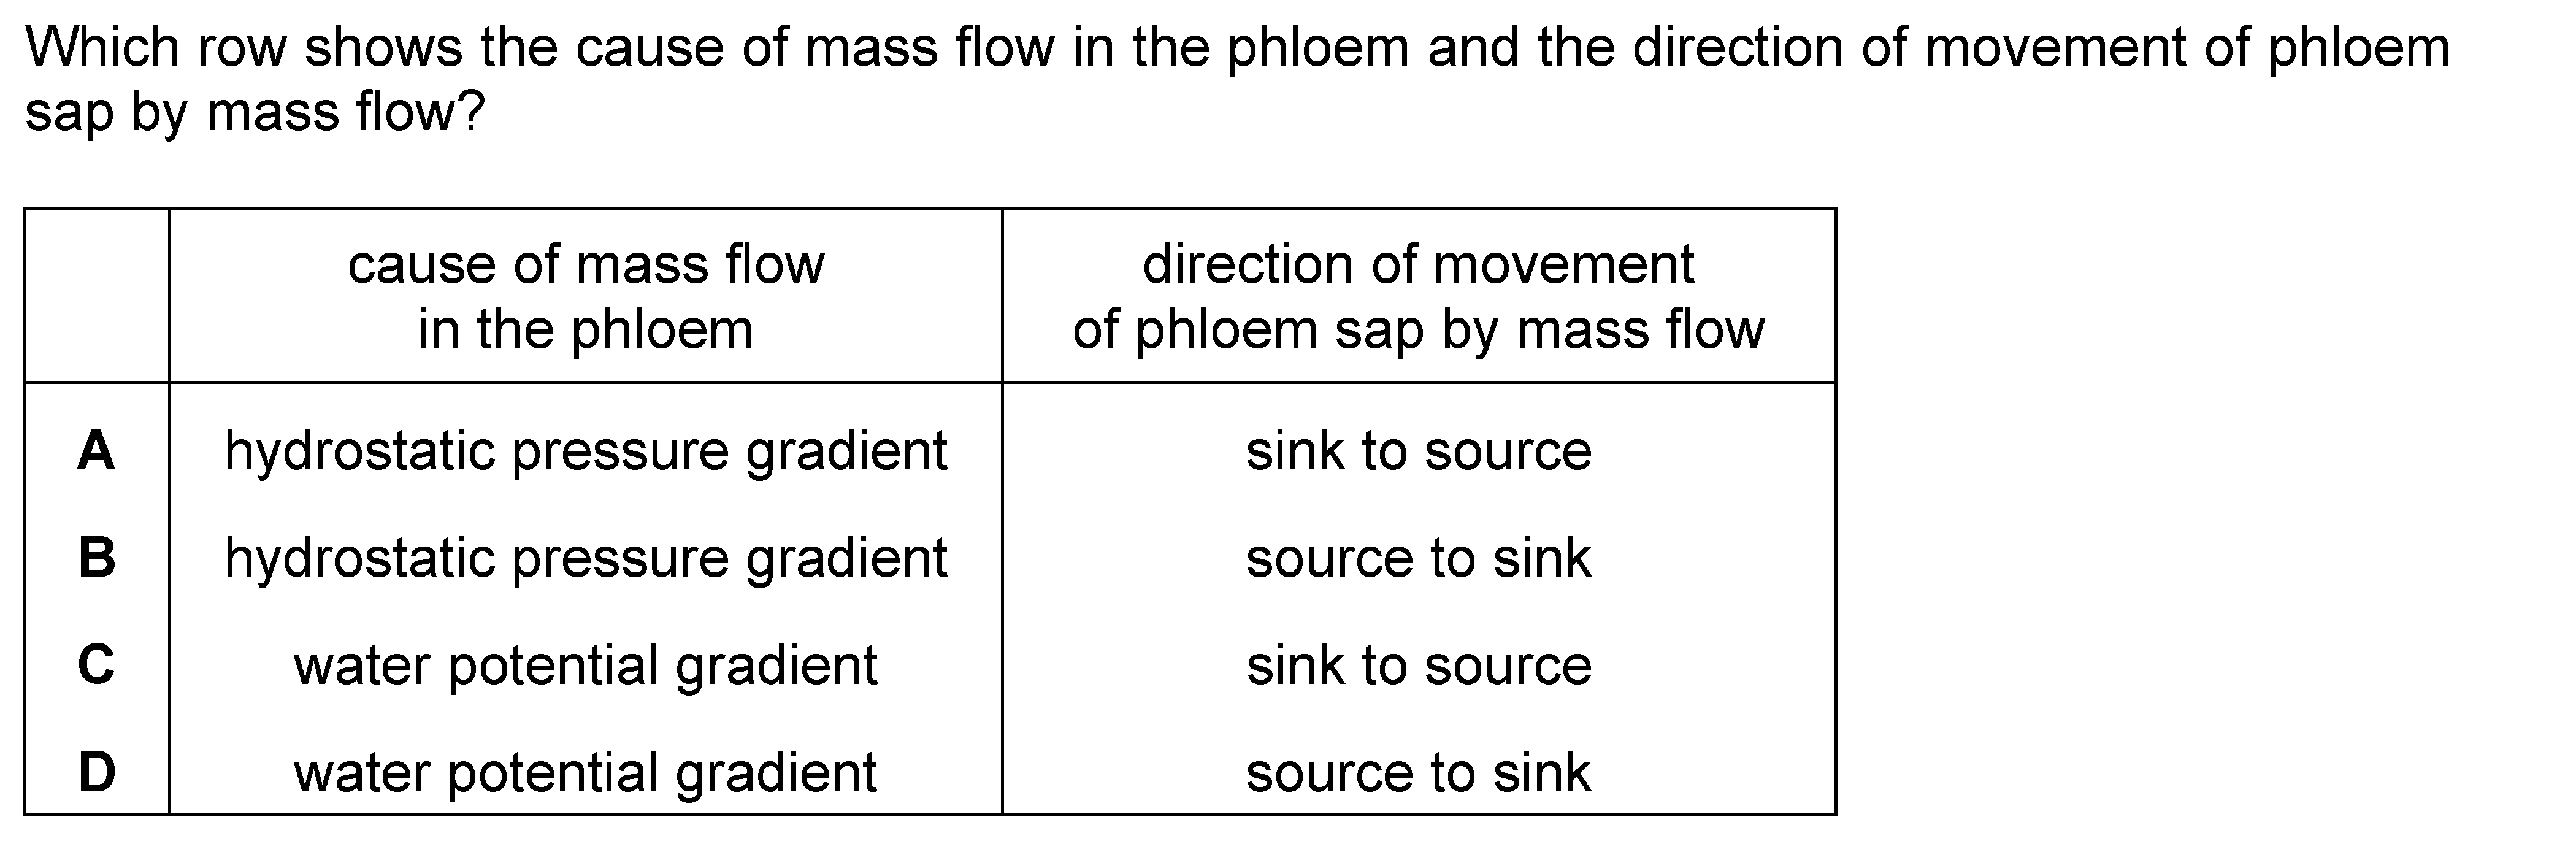 Which row shows the cause of mass flow in the phloem and the direction of movement of phloem
sap by mass flow?
cause of mass flow
in the phloem
direction of movement
of phloem sap by mass flow
A hydrostatic pressure gradient sink to source
B hydrostatic pressure gradient source to sink
C water potential gradient sink to source
D water potential gradient source to sink